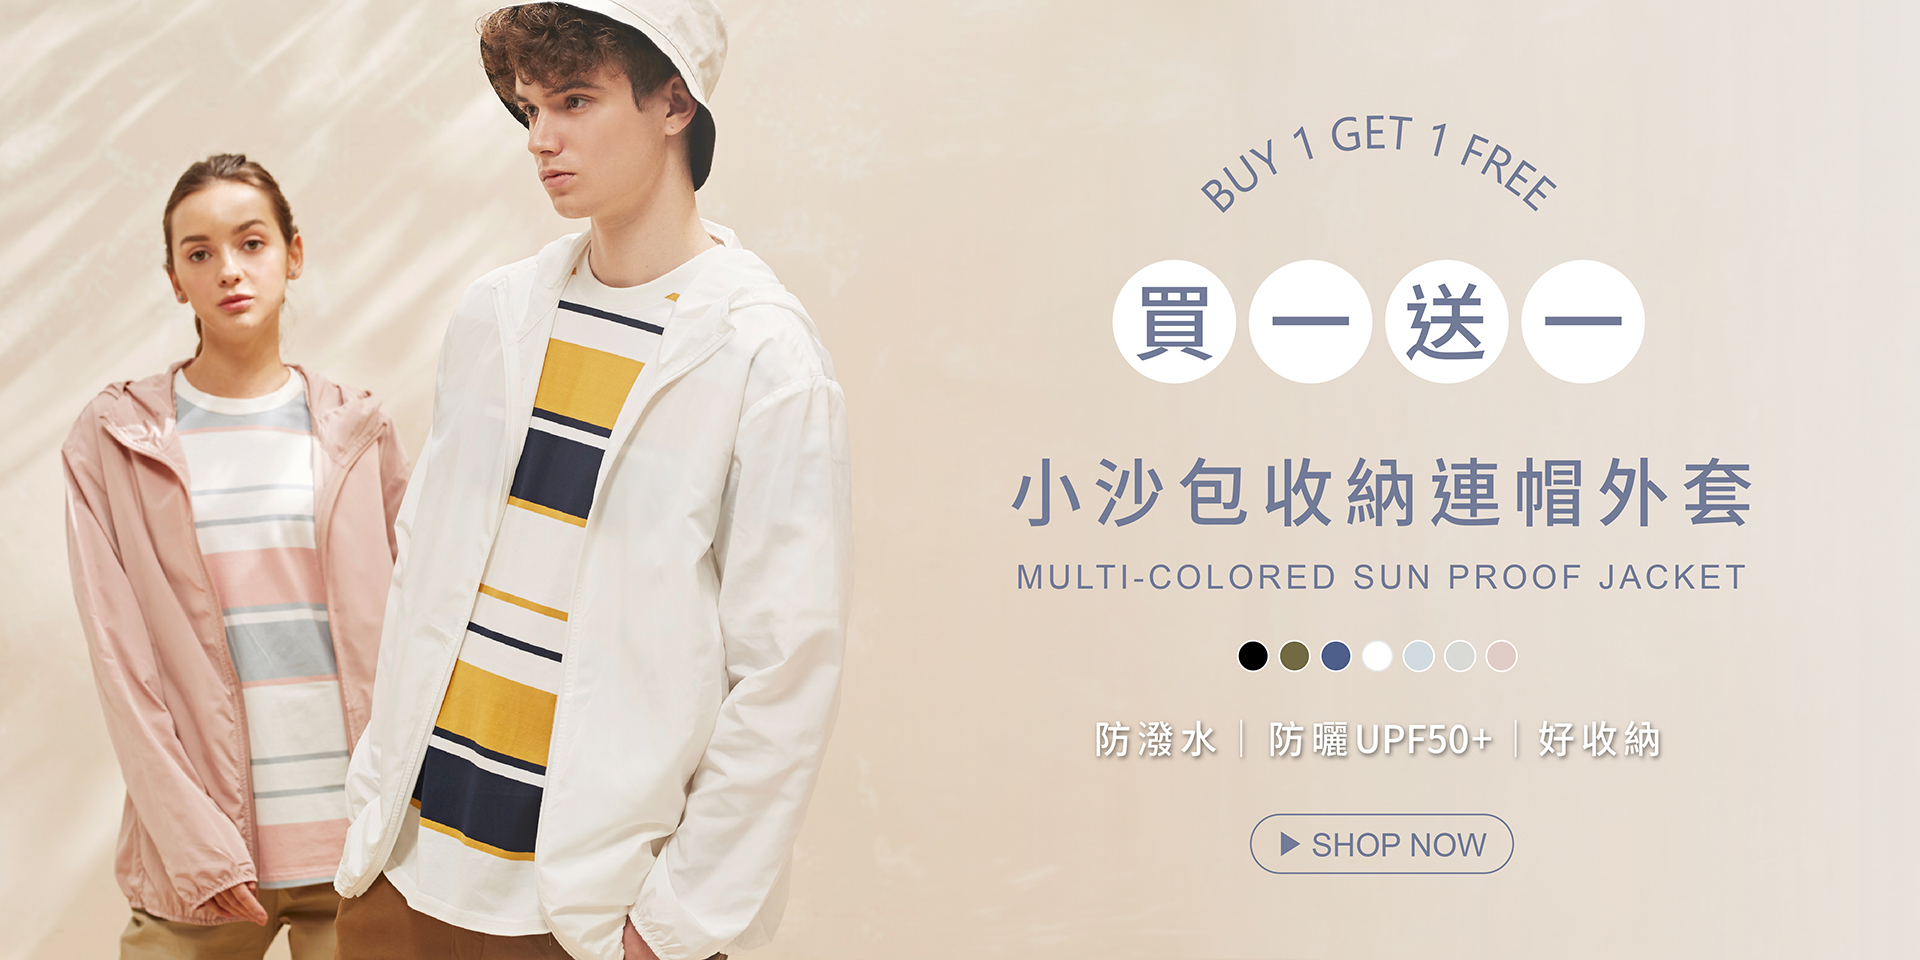 BUY 1 GET 1 FREE
買一送一
小沙包收納連帽外套
MULTI-COLORED SUN PROOF JACKET
防潑水｜防曬UPF50+｜好收納
▶ SHOP NOW